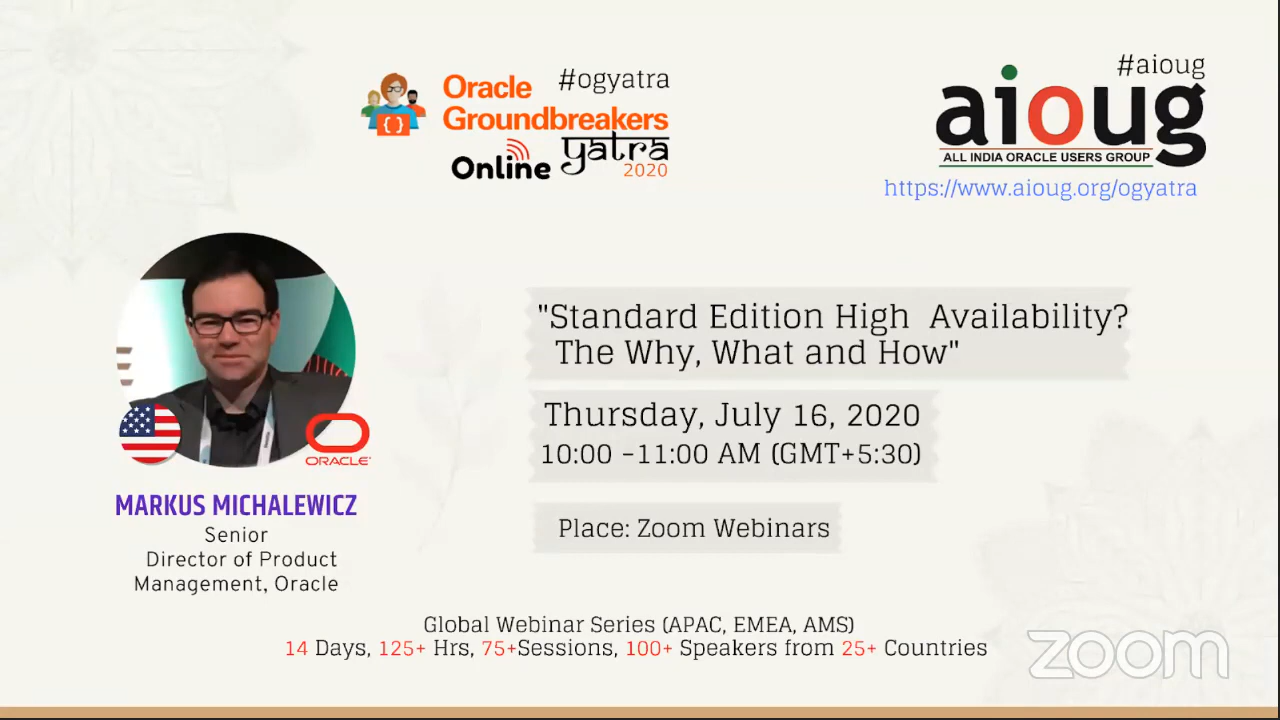 #ogyatra
Oracle
Groundbreakers
Online yatra
2020
#aioug
aioug
ALL INDIA ORACLE USERS GROUP
https://www.aioug.org/ogyatra
"Standard Edition High Availability?
The Why, What and How"
Thursday, July 16, 2020
10:00 -11:00 AM (GMT+5:30)
Place: Zoom Webinars
ORACLE
MARKUS MICHALEWICZ
Senior
Director of Product
Management, Oracle
Global Webinar Series (APAC, EMEA, AMS)
14 Days, 125+ Hrs, 75+Sessions, 100+ Speakers from 25+ Countries
zoom